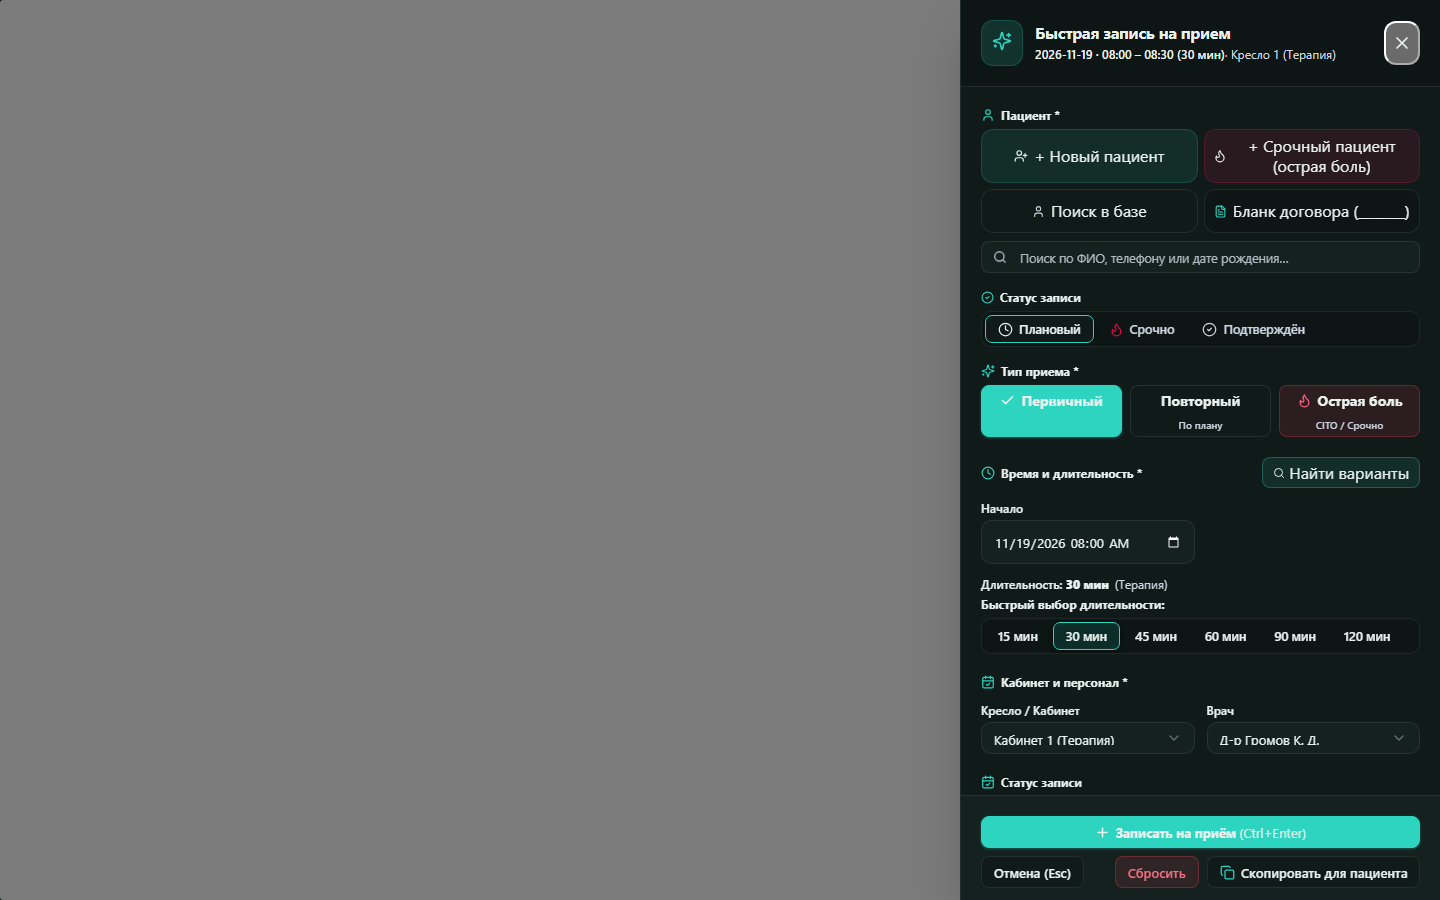 Быстрая запись на прием
2026-11-19 · 08:00 – 08:30 (30 мин)· Кресло 1 (Терапия)
Пациент *
+ Новый пациент
+ Срочный пациент
(острая боль)
Поиск в базе
Бланк договора (______)
Поиск по ФИО, телефону или дате рождения...
Статус записи
Плановый
Срочно
Подтверждён
Тип приема *
Первичный
Повторный
По плану
Острая боль
CITO / Срочно
Время и длительность *
Найти варианты
Начало
11/19/2026 08:00 AM
Длительность: 30 мин (Терапия)
Быстрый выбор длительности:
15 мин
30 мин
45 мин
60 мин
90 мин
120 мин
Кабинет и персонал *
Кресло / Кабинет
Врач
Кабинет 1 (Терапия)
Д-р Громов К. Д.
Статус записи
+ Записать на приём (Ctrl+Enter)
Отмена (Esc)
Сбросить
Скопировать для пациента